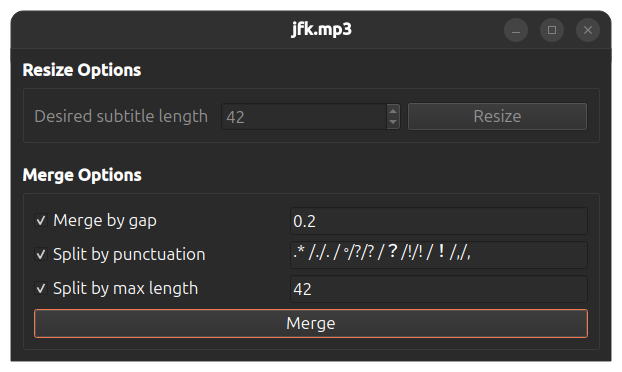 jfk.mp3
Resize Options
Desired subtitle length 42 Resize
Merge Options
Merge by gap 0.2
Split by punctuation .* /./. / 。/?/? / ？/!/! / ！/,/,
Split by max length 42
Merge